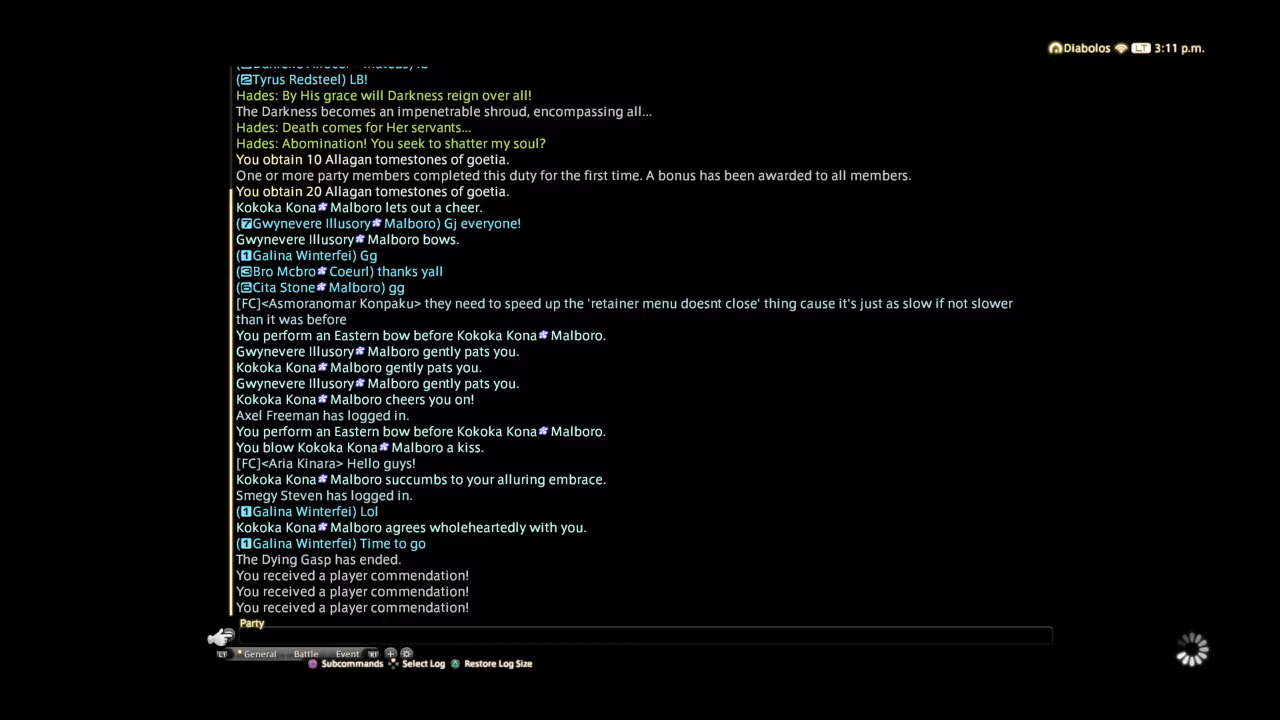 Diabolos LT 3:11 p.m.
(2Tyrus Redsteel) LB!
Hades: By His grace will Darkness reign over all!
The Darkness becomes an impenetrable shroud, encompassing all...
Hades: Death comes for Her servants...
Hades: Abomination! You seek to shatter my soul?
You obtain 10 Allagan tomestones of goetia.
One or more party members completed this duty for the first time. A bonus has been awarded to all members.
You obtain 20 Allagan tomestones of goetia.
Kokoka Kona Malboro lets out a cheer.
(7Gwynevere Illusory Malboro) Gj everyone!
Gwynevere Illusory Malboro bows.
(1Galina Winterfei) Gg
(3Bro Mcbro Coeurl) thanks yall
(6Cita Stone Malboro) gg
[FC]<Asmoranomar Konpaku> they need to speed up the 'retainer menu doesnt close' thing cause it's just as slow if not slower
than it was before
You perform an Eastern bow before Kokoka Kona Malboro.
Gwynevere Illusory Malboro gently pats you.
Kokoka Kona Malboro gently pats you.
Gwynevere Illusory Malboro gently pats you.
Kokoka Kona Malboro cheers you on!
Axel Freeman has logged in.
You perform an Eastern bow before Kokoka Kona Malboro.
You blow Kokoka Kona Malboro a kiss.
[FC]<Aria Kinara> Hello guys!
Kokoka Kona Malboro succumbs to your alluring embrace.
Smegy Steven has logged in.
(1Galina Winterfei) Lol
Kokoka Kona Malboro agrees wholeheartedly with you.
(1Galina Winterfei) Time to go
The Dying Gasp has ended.
You received a player commendation!
You received a player commendation!
You received a player commendation!
Party
LT General Battle Event RT
Subcommands Select Log Restore Log Size